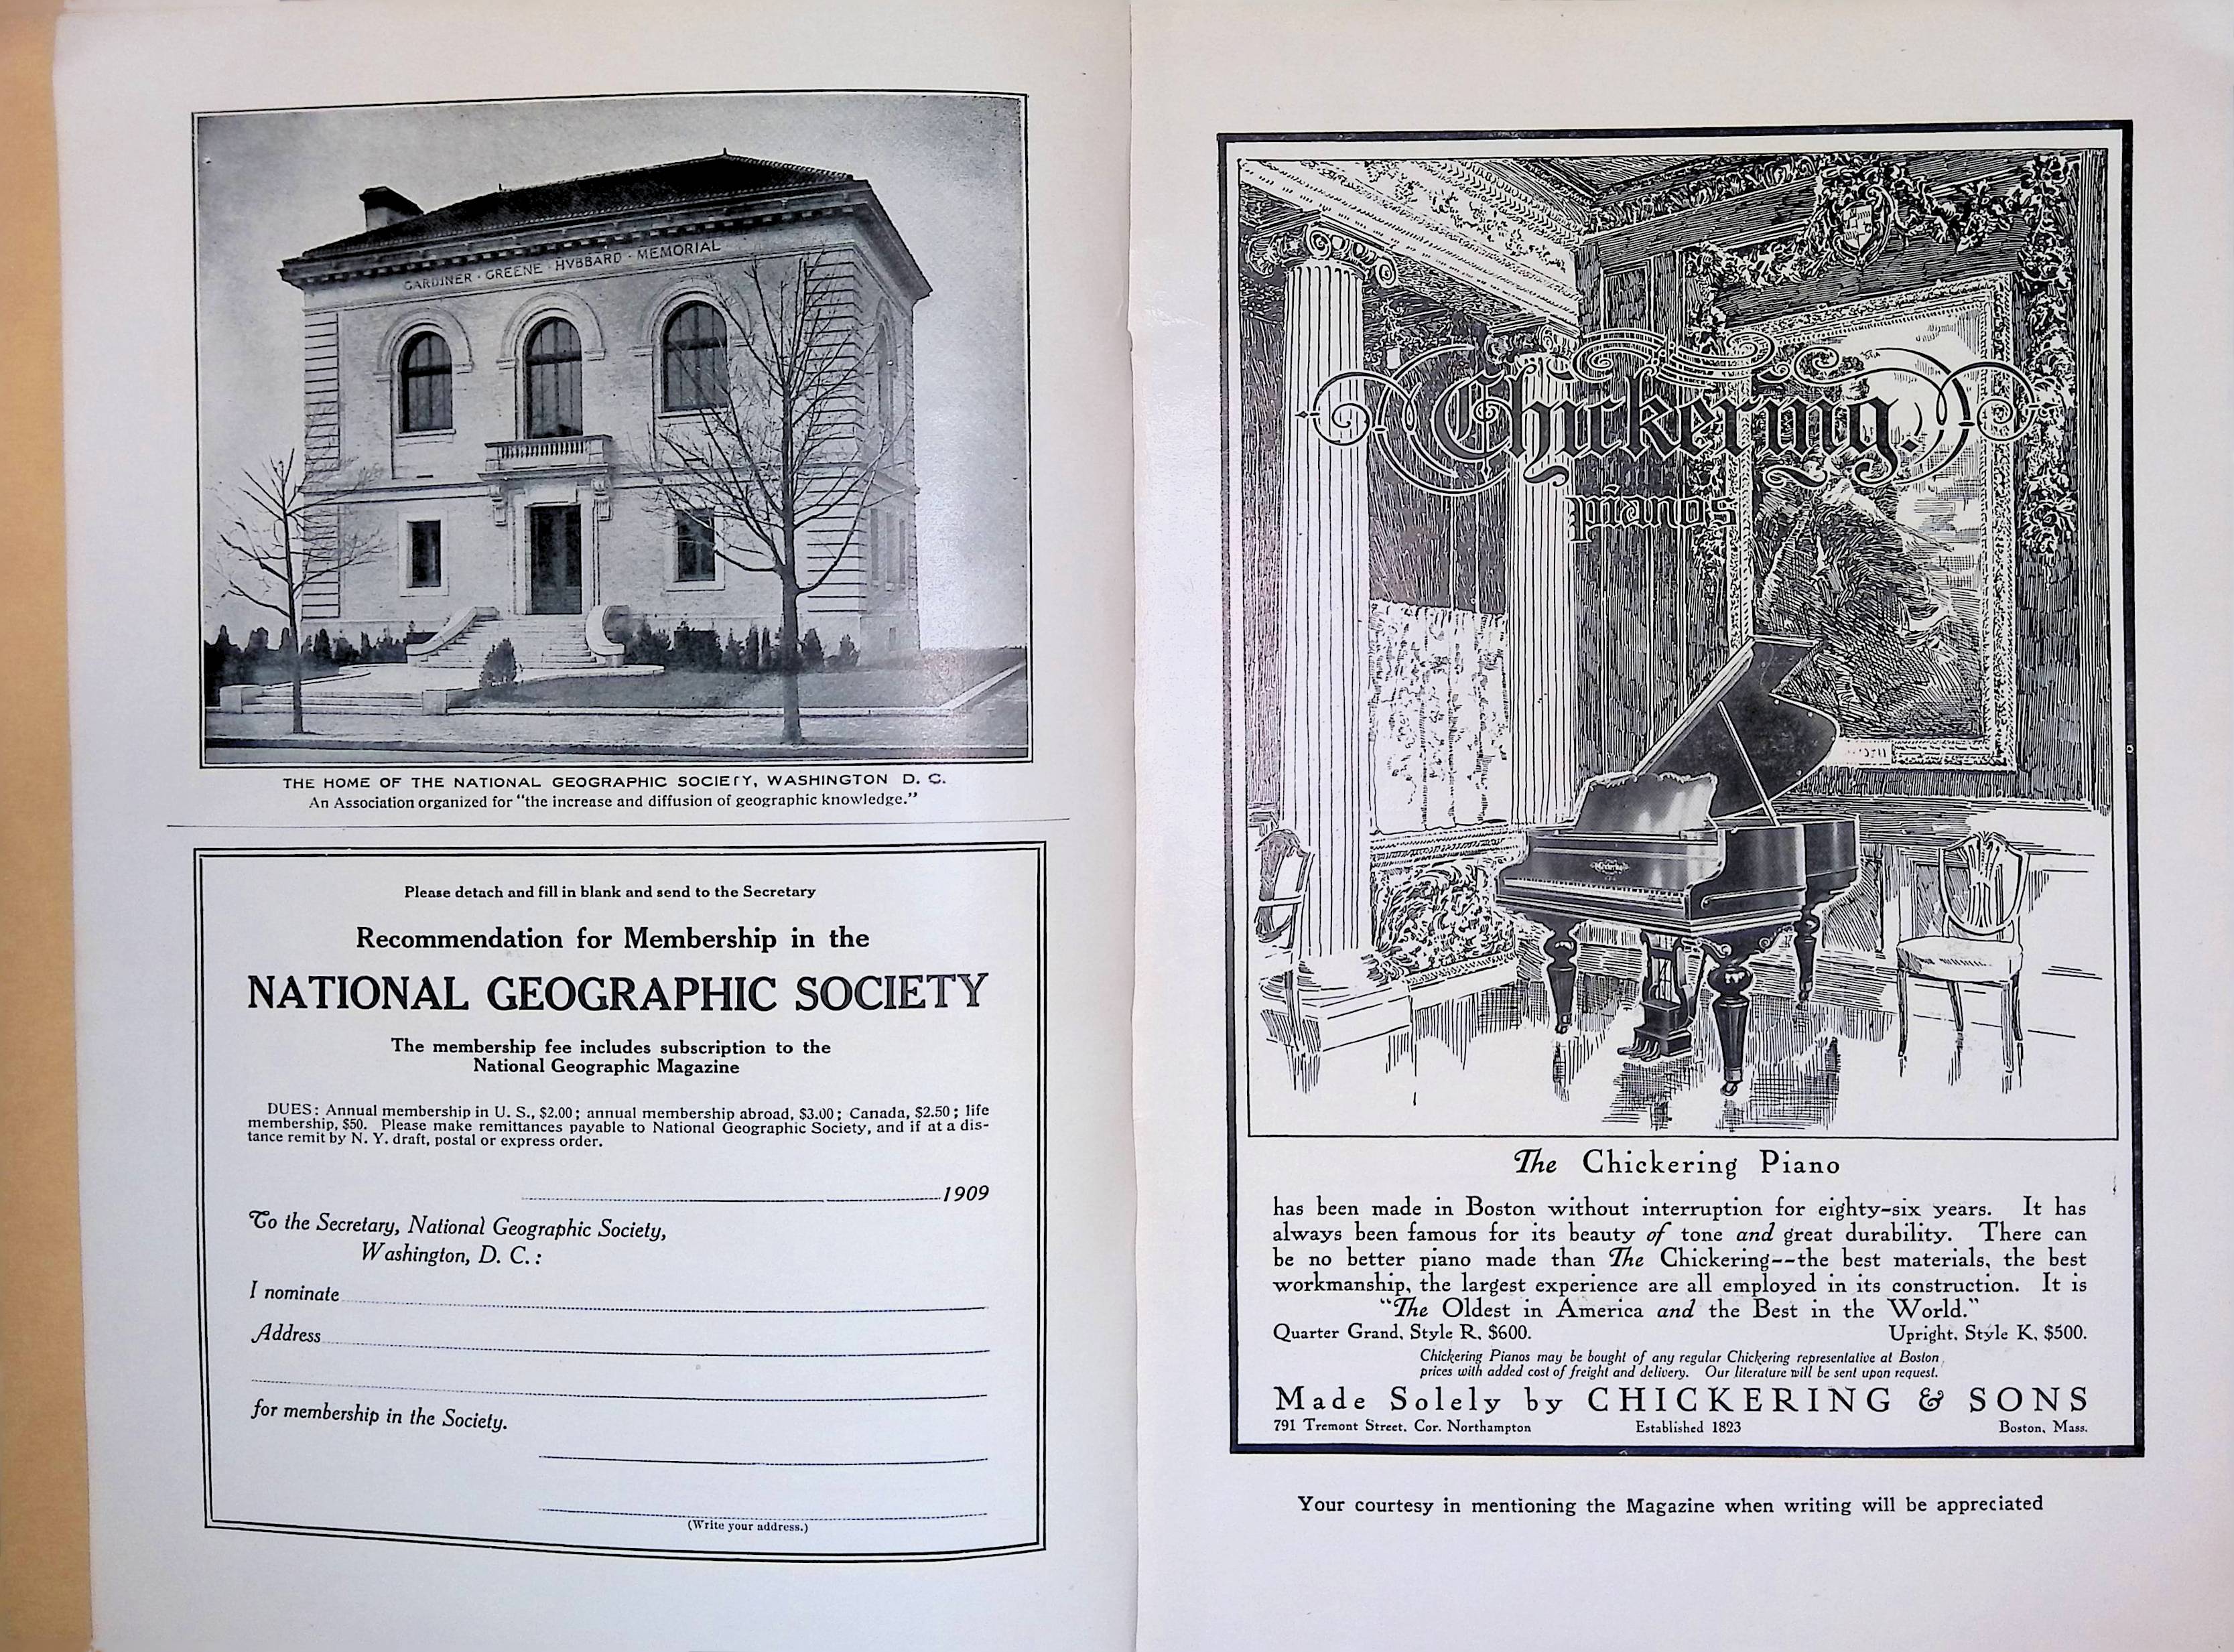 GARDINER · GREENE · HVBBARD · MEMORIAL
THE HOME OF THE NATIONAL GEOGRAPHIC SOCIETY, WASHINGTON D. C.
An Association organized for "the increase and diffusion of geographic knowledge."
Please detach and fill in blank and send to the Secretary
Recommendation for Membership in the
NATIONAL GEOGRAPHIC SOCIETY
The membership fee includes subscription to the
National Geographic Magazine
DUES: Annual membership in U. S., $2.00; annual membership abroad, $3.00; Canada, $2.50; life
membership, $50. Please make remittances payable to National Geographic Society, and if at a dis-
tance remit by N. Y. draft, postal or express order.
1909
To the Secretary, National Geographic Society,
Washington, D. C.:
I nominate
Address
for membership in the Society.
(Write your address.)
Chickering.
pianos
Chickering
The Chickering Piano
has been made in Boston without interruption for eighty-six years. It has
always been famous for its beauty of tone and great durability. There can
be no better piano made than The Chickering--the best materials, the best
workmanship, the largest experience are all employed in its construction. It is
"The Oldest in America and the Best in the World."
Quarter Grand, Style R, $600. Upright, Style K, $500.
Chickering Pianos may be bought of any regular Chickering representative at Boston
prices with added cost of freight and delivery. Our literature will be sent upon request.
Made Solely by CHICKERING & SONS
791 Tremont Street, Cor. Northampton Established 1823 Boston, Mass.
Your courtesy in mentioning the Magazine when writing will be appreciated